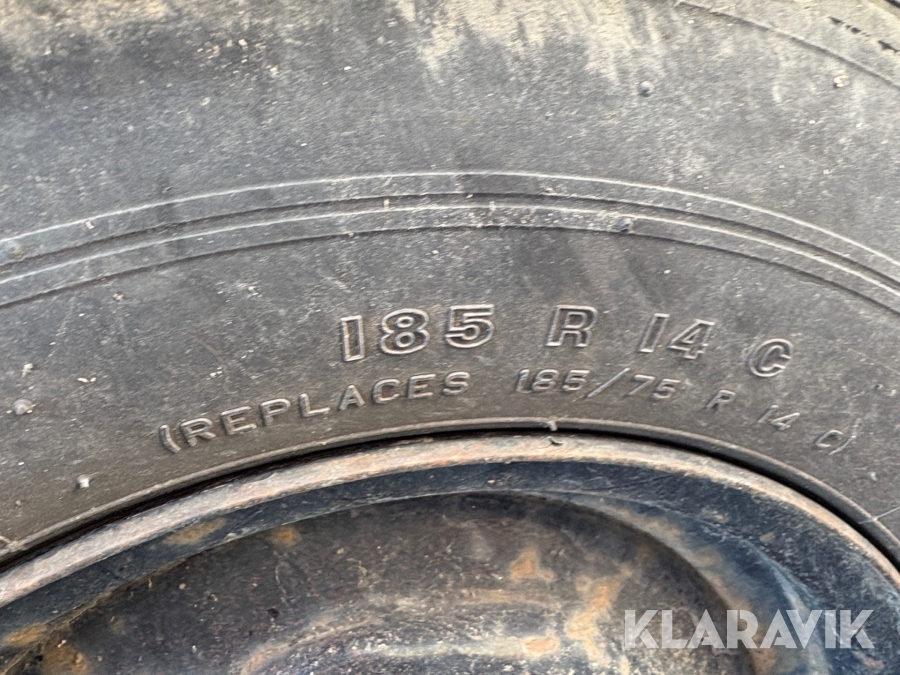 185 R 14 C
(REPLACES 185/75 R 14 C)
KLARAVIK